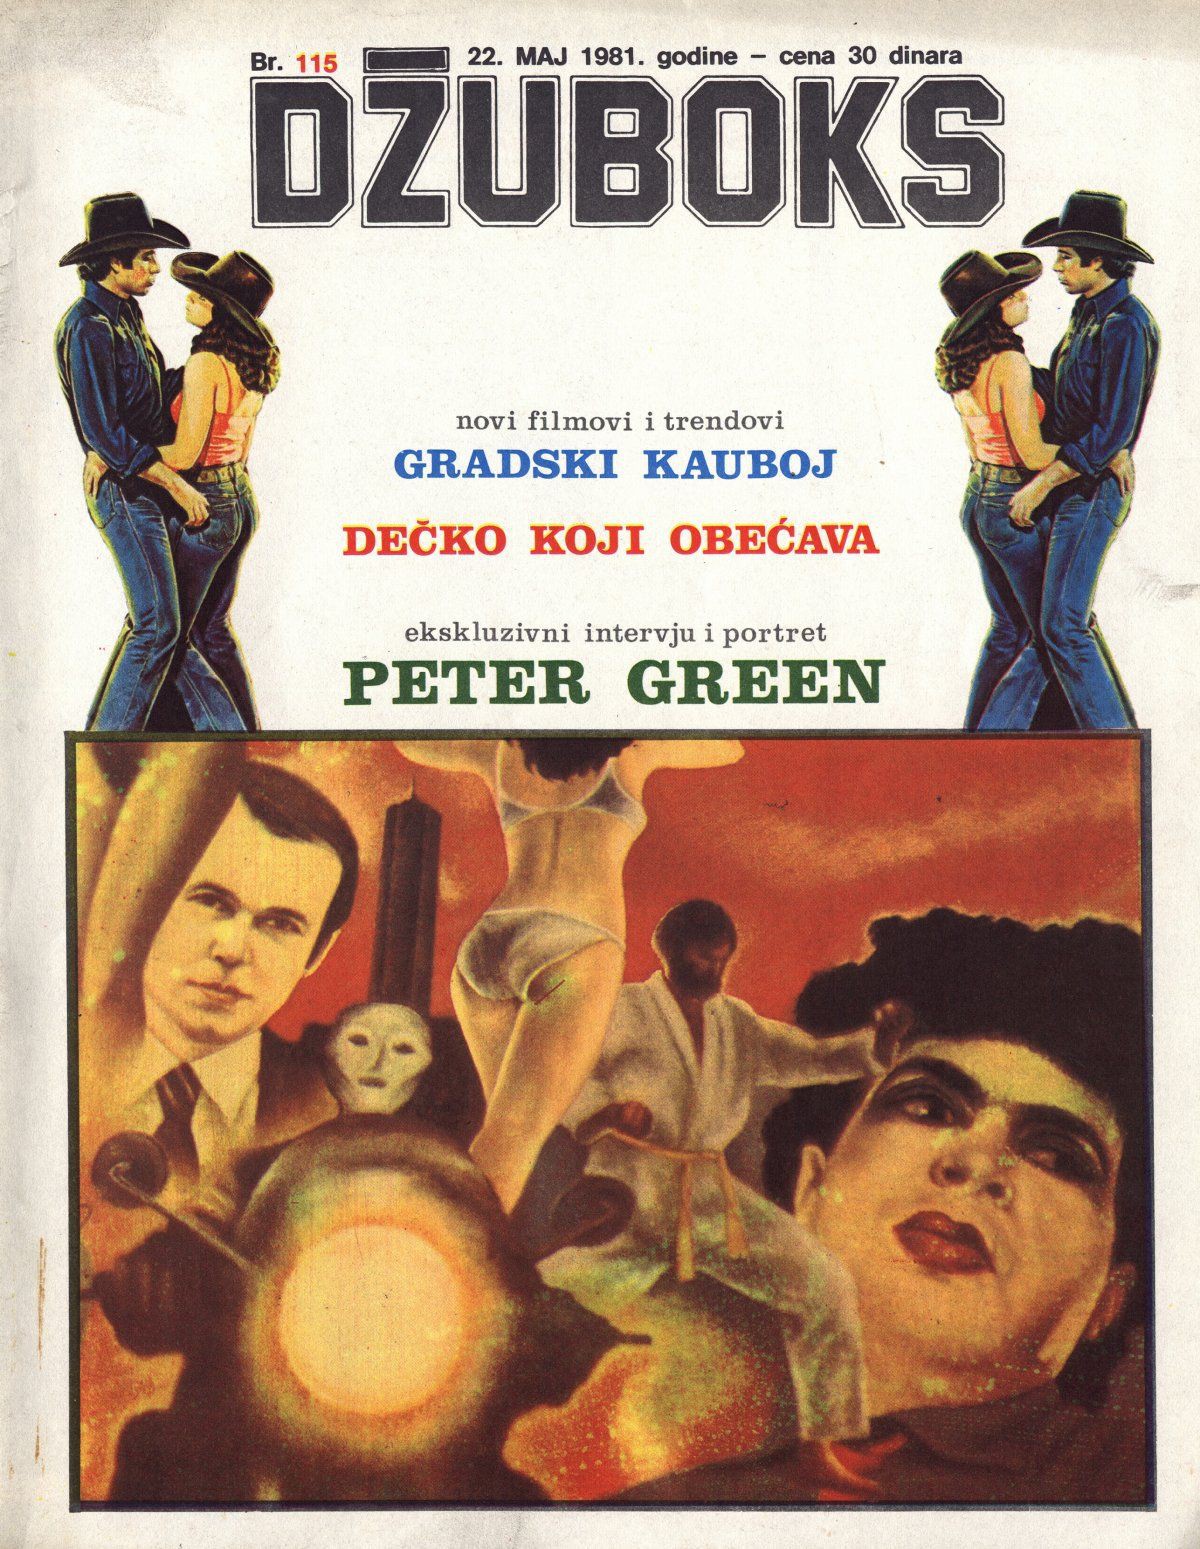 Br. 115
22. MAJ 1981. godine – cena 30 dinara
DŽUBOKS
novi filmovi i trendovi
GRADSKI KAUBOJ
DEČKO KOJI OBEĆAVA
ekskluzivni intervju i portret
PETER GREEN